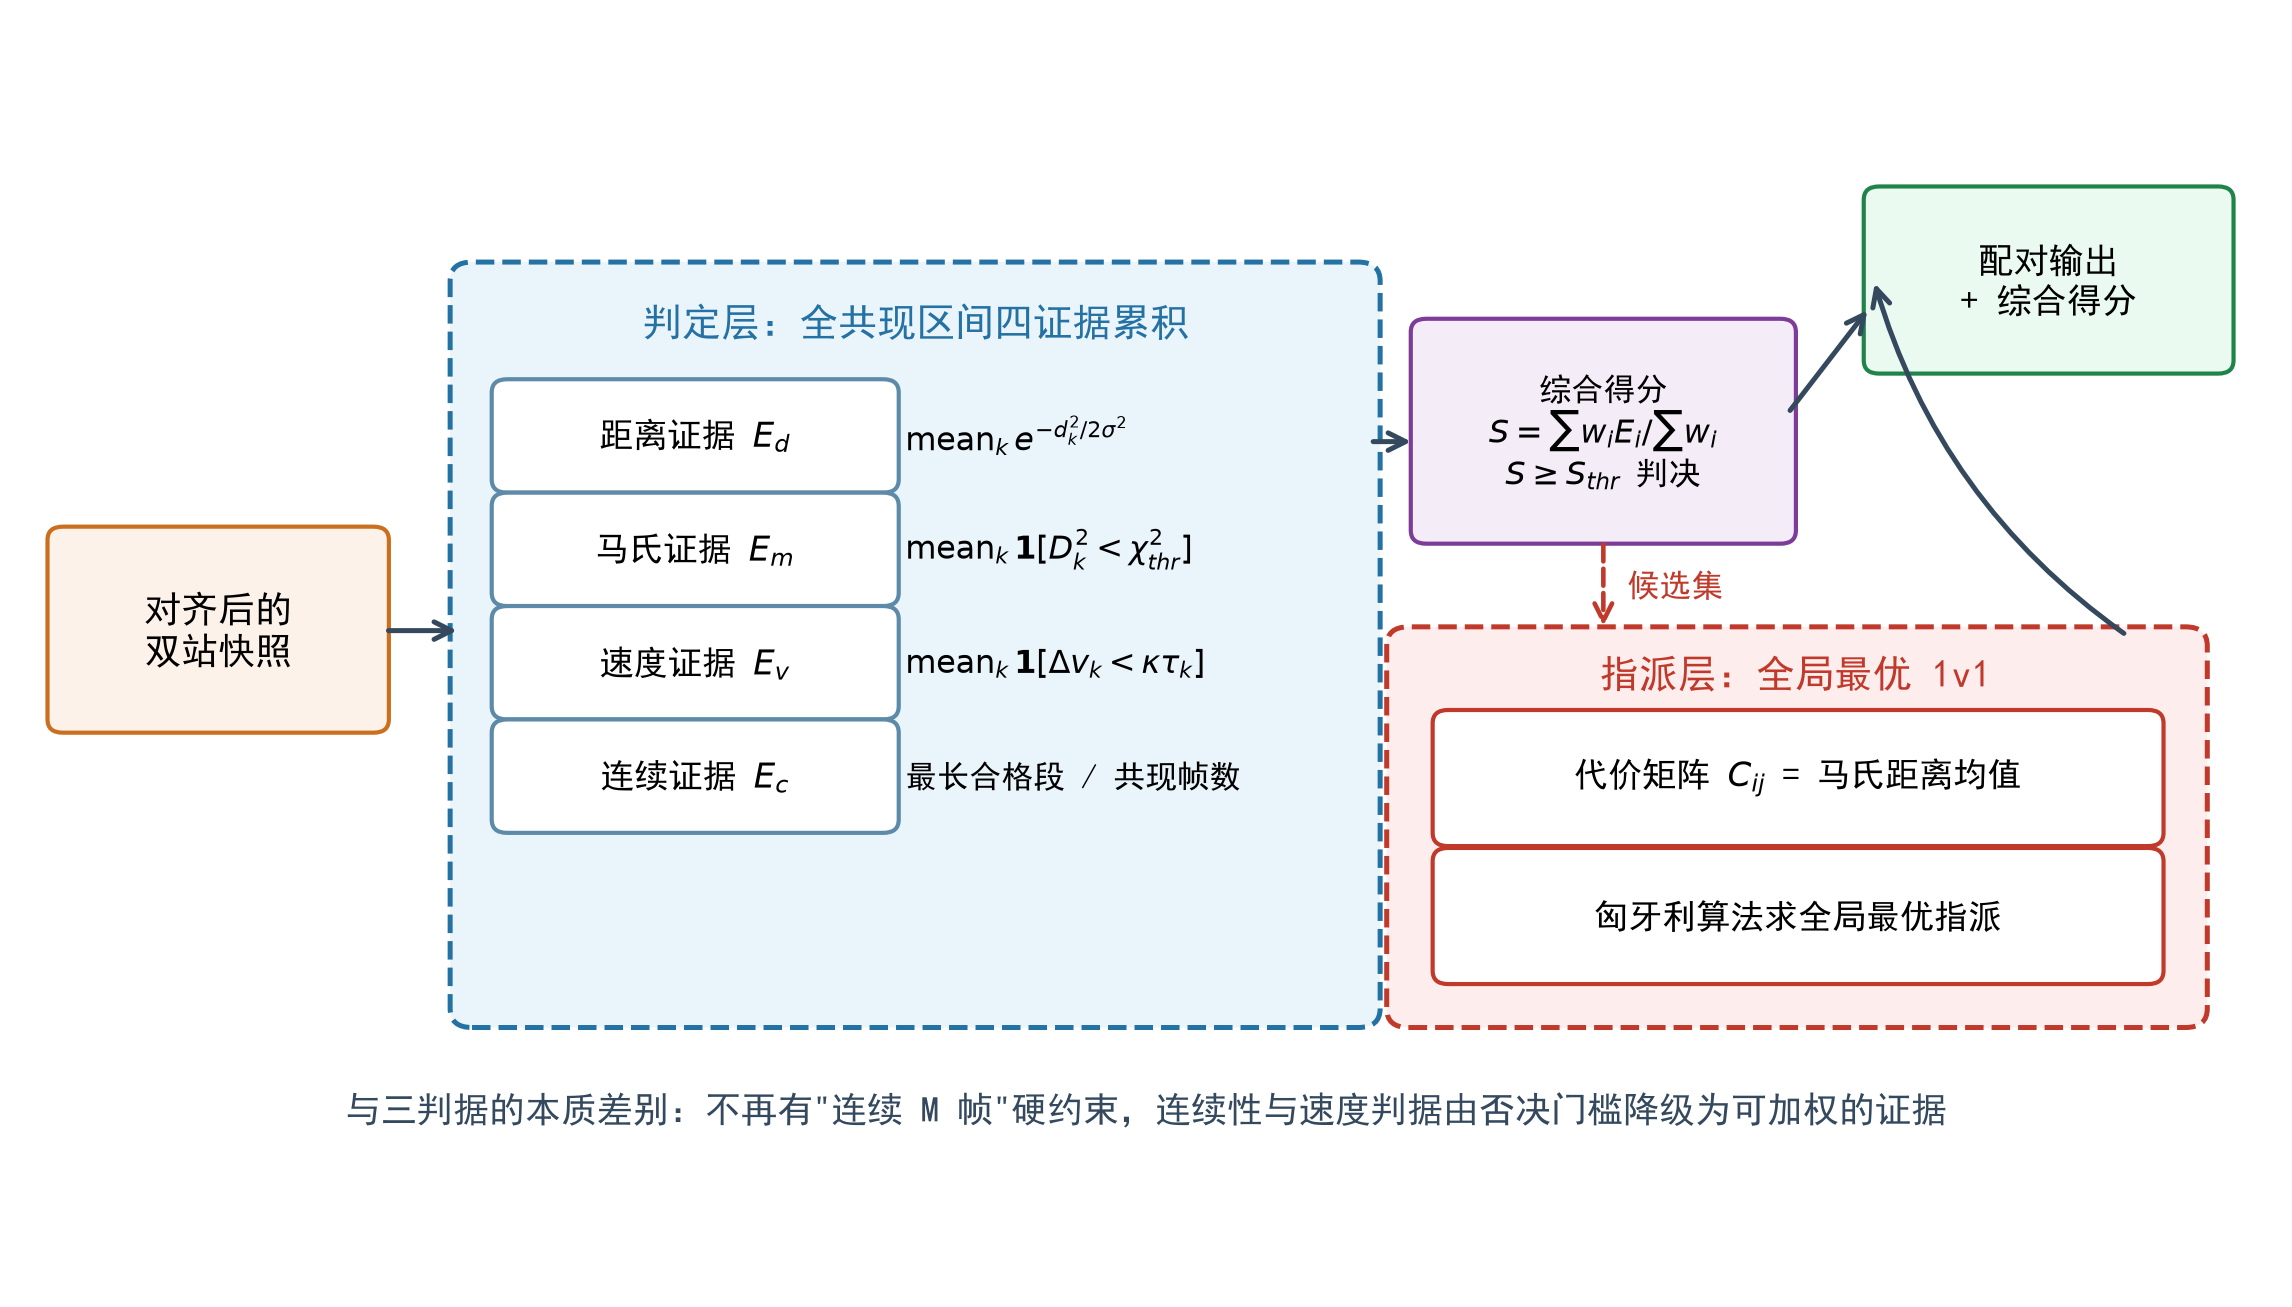 对齐后的
双站快照
判定层：全共现区间四证据累积
距离证据 E_d
mean_k e^{-d_k^2/2σ^2}
马氏证据 E_m
mean_k 1[D_k^2 < χ_{thr}^2]
速度证据 E_v
mean_k 1[Δv_k < κτ_k]
连续证据 E_c
最长合格段 / 共现帧数
综合得分
S = ∑w_iE_i/∑w_i
S ≥ S_{thr} 判决
候选集
配对输出
+ 综合得分
指派层：全局最优 1v1
代价矩阵 C_{ij} = 马氏距离均值
匈牙利算法求全局最优指派
与三判据的本质差别：不再有"连续 M 帧"硬约束，连续性与速度判据由否决门槛降级为可加权的证据